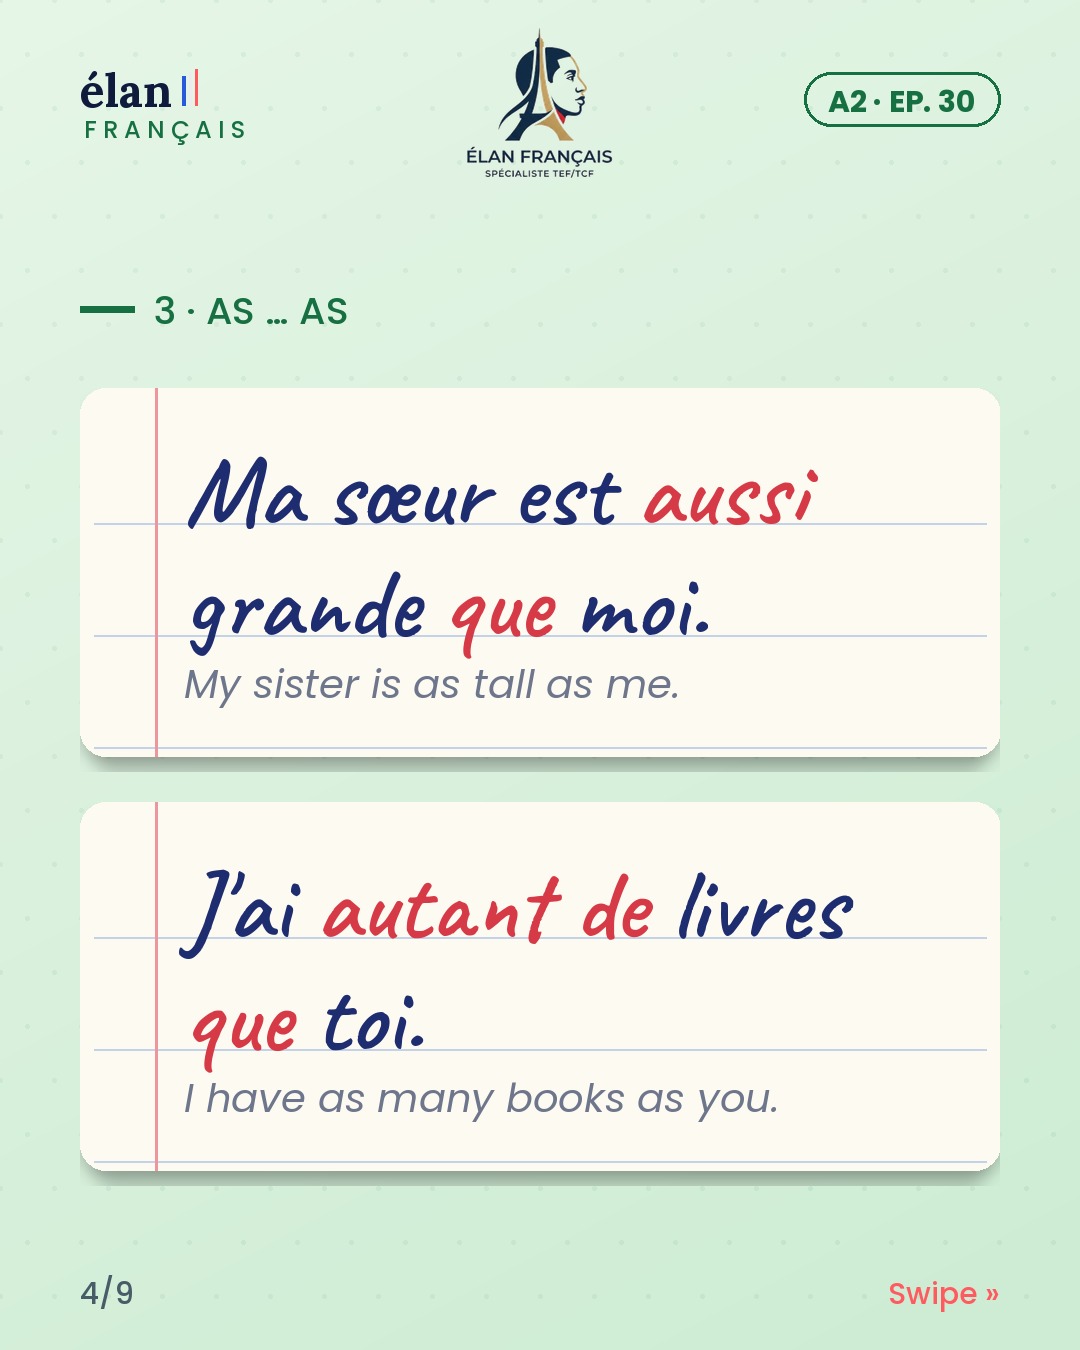 élan
FRANÇAIS
ÉLAN FRANÇAIS
SPÉCIALISTE TEF/TCF
A2 · EP. 30
3 · AS ... AS
Ma sœur est aussi
grande que moi.
My sister is as tall as me.
J'ai autant de livres
que toi.
I have as many books as you.
4/9
Swipe »